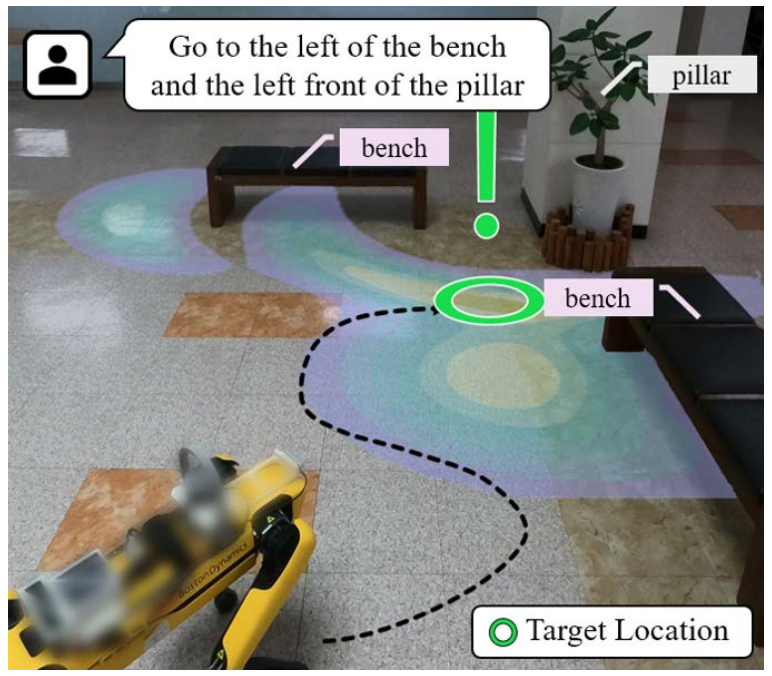 Go to the left of the bench
and the left front of the pillar
pillar
bench
bench
BostonDynamics
Target Location